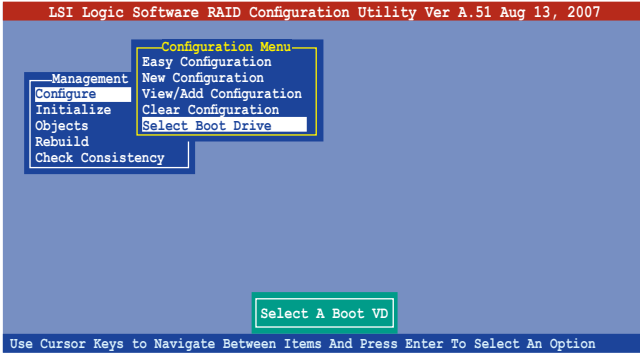 LSI Logic Software RAID Configuration Utility Ver A.51 Aug 13, 2007
Configuration Menu
Easy Configuration
New Configuration
View/Add Configuration
Clear Configuration
Select Boot Drive
Management
Configure
Initialize
Objects
Rebuild
Check Consistency
Select A Boot VD
Use Cursor Keys to Navigate Between Items And Press Enter To Select An Option